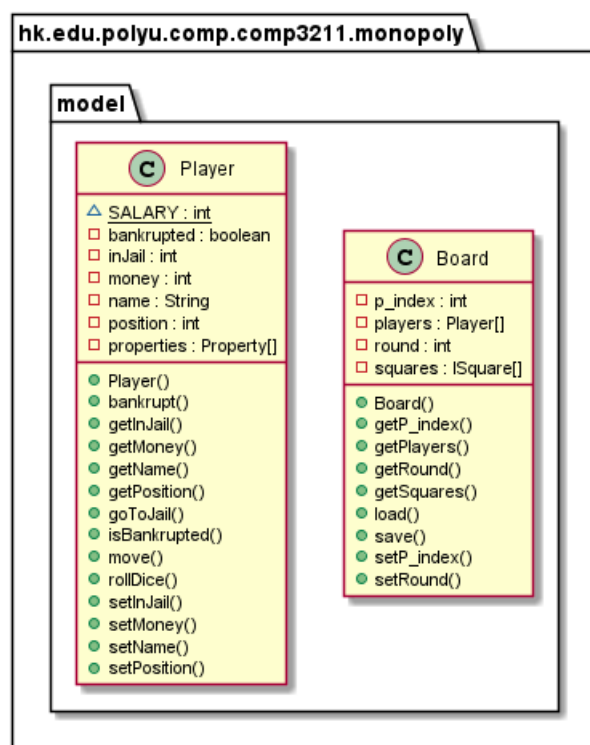 hk.edu.polyu.comp.comp3211.monopoly
model
C Player
SALARY : int
bankrupted : boolean
inJail : int
money : int
name : String
position : int
properties : Property[]
Player()
bankrupt()
getInJail()
getMoney()
getName()
getPosition()
goToJail()
isBankrupted()
move()
rollDice()
setInJail()
setMoney()
setName()
setPosition()
C Board
p_index : int
players : Player[]
round : int
squares : ISquare[]
Board()
getP_index()
getPlayers()
getRound()
getSquares()
load()
save()
setP_index()
setRound()